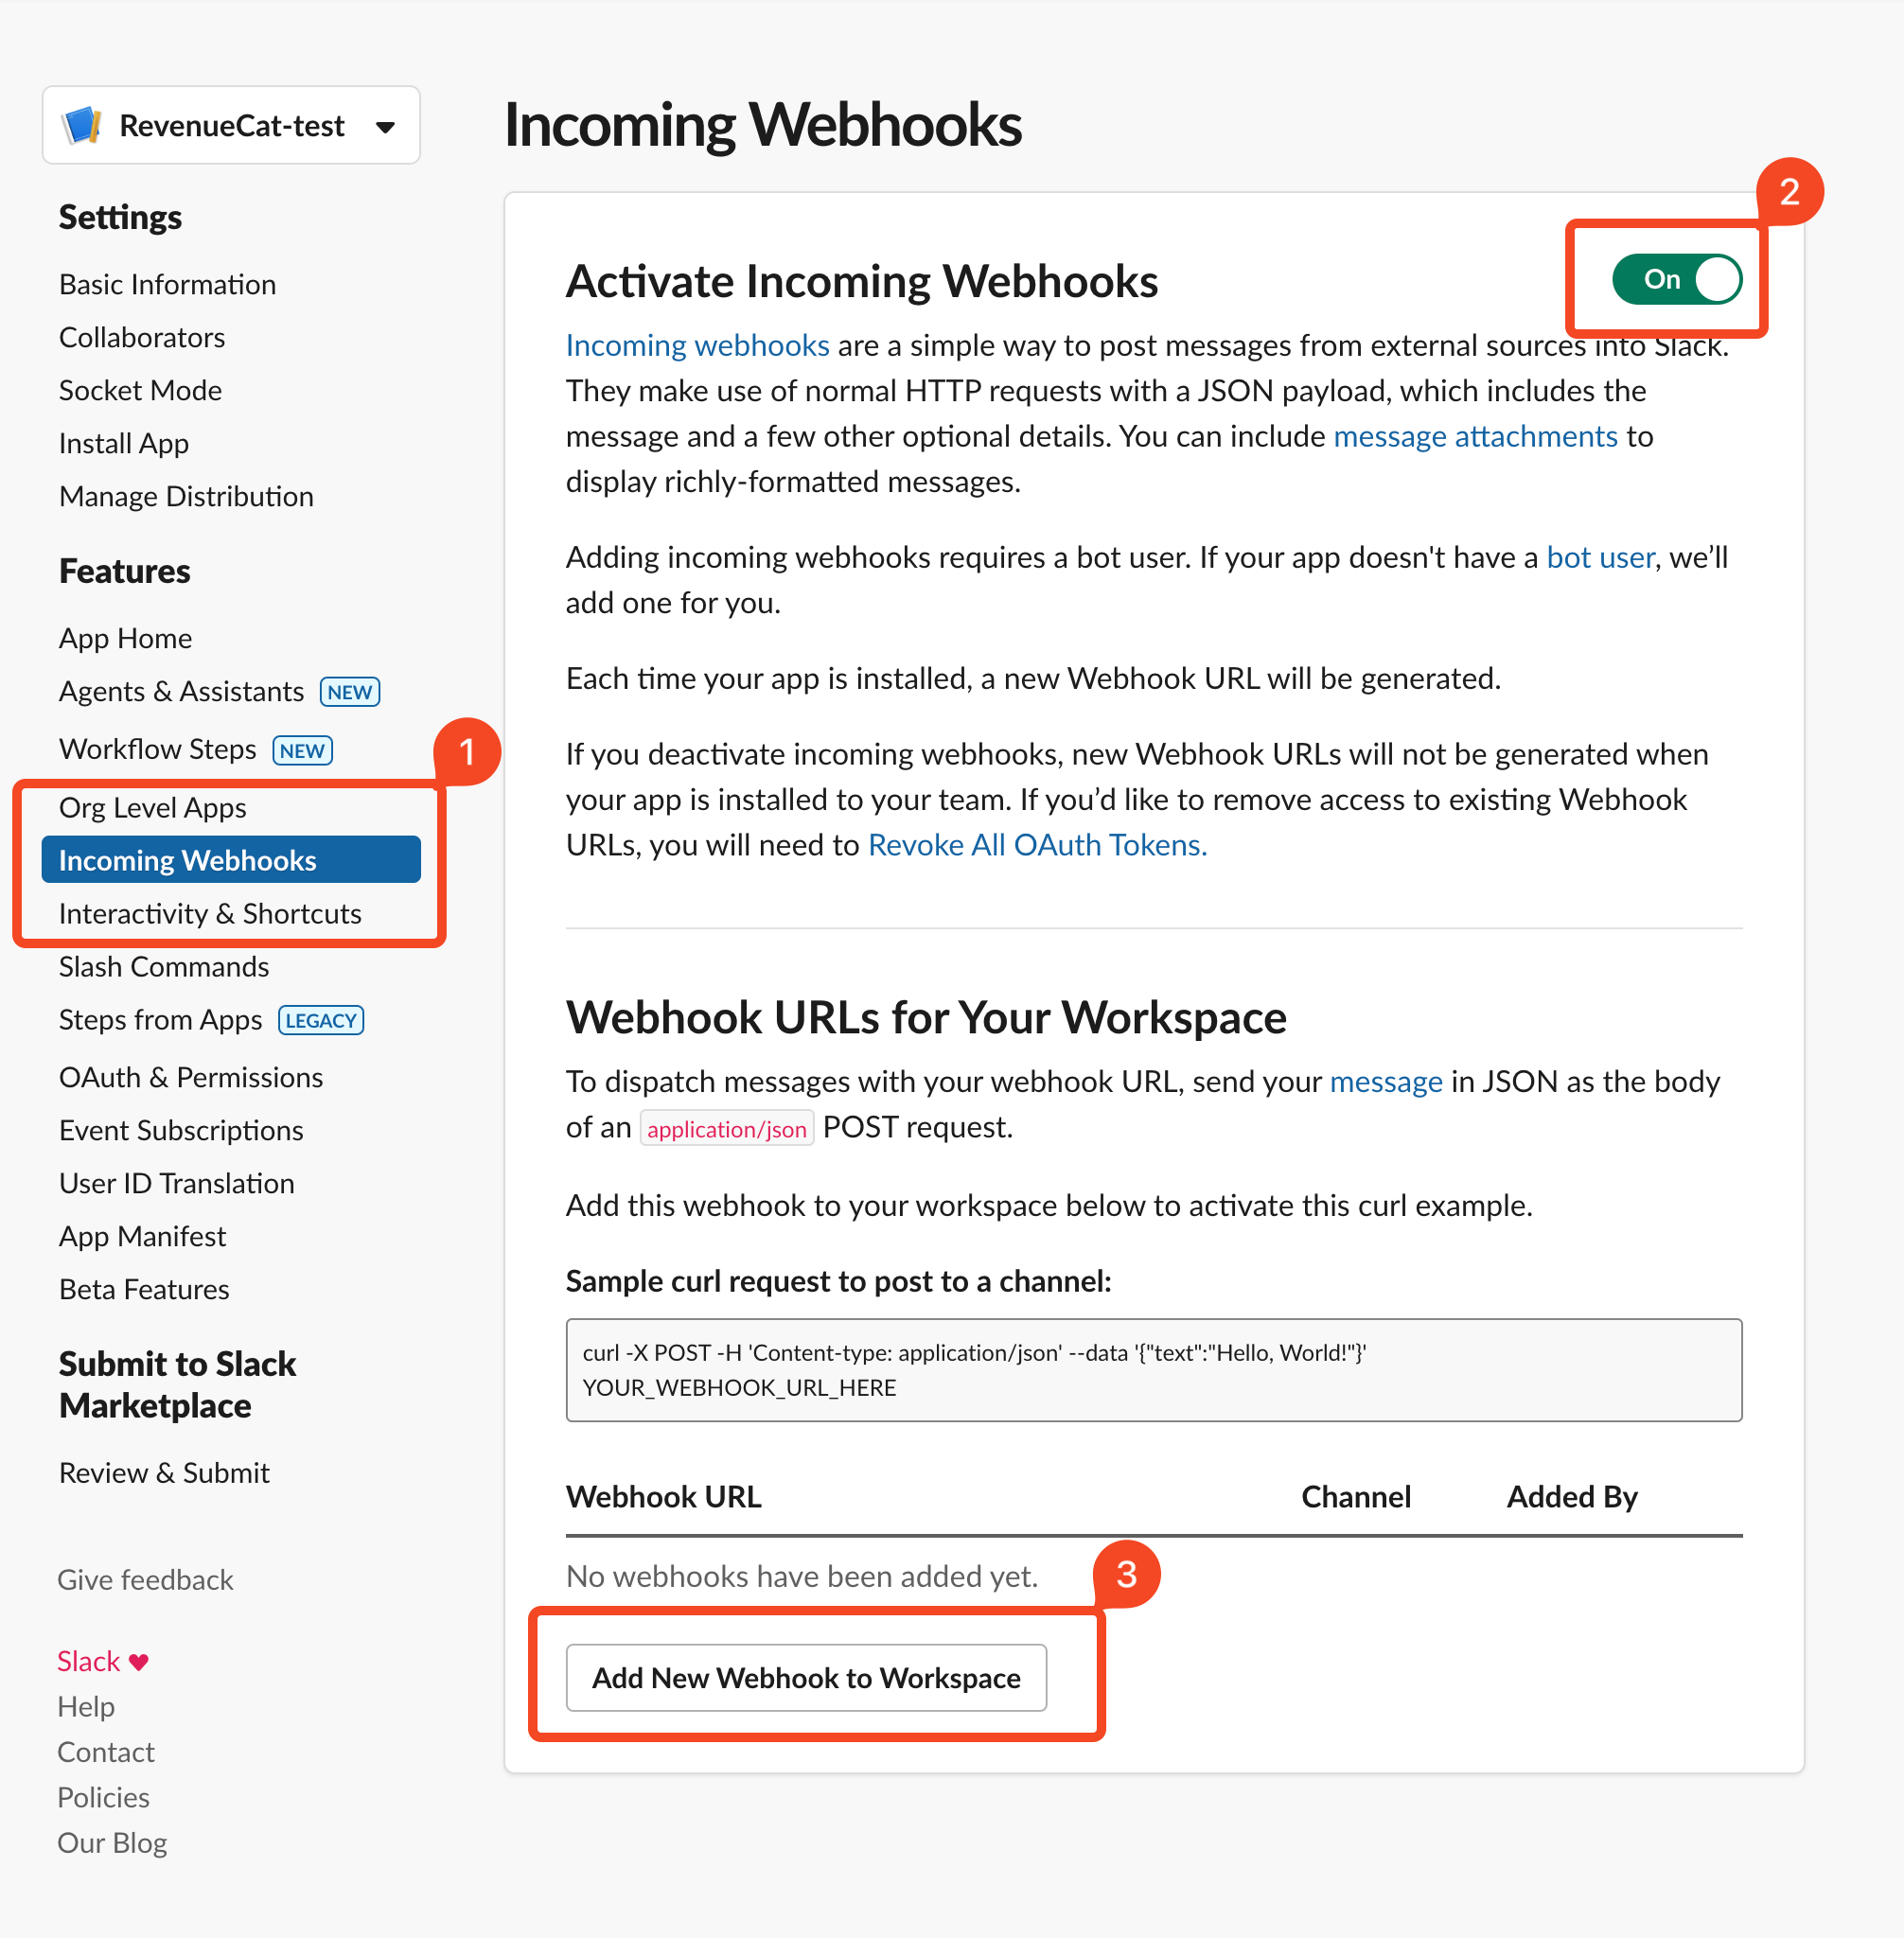 RevenueCat-test
Settings
Basic Information
Collaborators
Socket Mode
Install App
Manage Distribution
Features
App Home
Agents & Assistants NEW
Workflow Steps NEW
1
Org Level Apps
Incoming Webhooks
Interactivity & Shortcuts
Slash Commands
Steps from Apps LEGACY
OAuth & Permissions
Event Subscriptions
User ID Translation
App Manifest
Beta Features
Submit to Slack
Marketplace
Review & Submit
Give feedback
Slack ♥
Help
Contact
Policies
Our Blog
Incoming Webhooks
2
Activate Incoming Webhooks
On
Incoming webhooks are a simple way to post messages from external sources into Slack.
They make use of normal HTTP requests with a JSON payload, which includes the
message and a few other optional details. You can include message attachments to
display richly-formatted messages.
Adding incoming webhooks requires a bot user. If your app doesn't have a bot user, we’ll
add one for you.
Each time your app is installed, a new Webhook URL will be generated.
If you deactivate incoming webhooks, new Webhook URLs will not be generated when
your app is installed to your team. If you’d like to remove access to existing Webhook
URLs, you will need to Revoke All OAuth Tokens.
Webhook URLs for Your Workspace
To dispatch messages with your webhook URL, send your message in JSON as the body
of an application/json POST request.
Add this webhook to your workspace below to activate this curl example.
Sample curl request to post to a channel:
curl -X POST -H 'Content-type: application/json' --data '{"text":"Hello, World!"}'
YOUR_WEBHOOK_URL_HERE
Webhook URL Channel Added By
No webhooks have been added yet.
3
Add New Webhook to Workspace